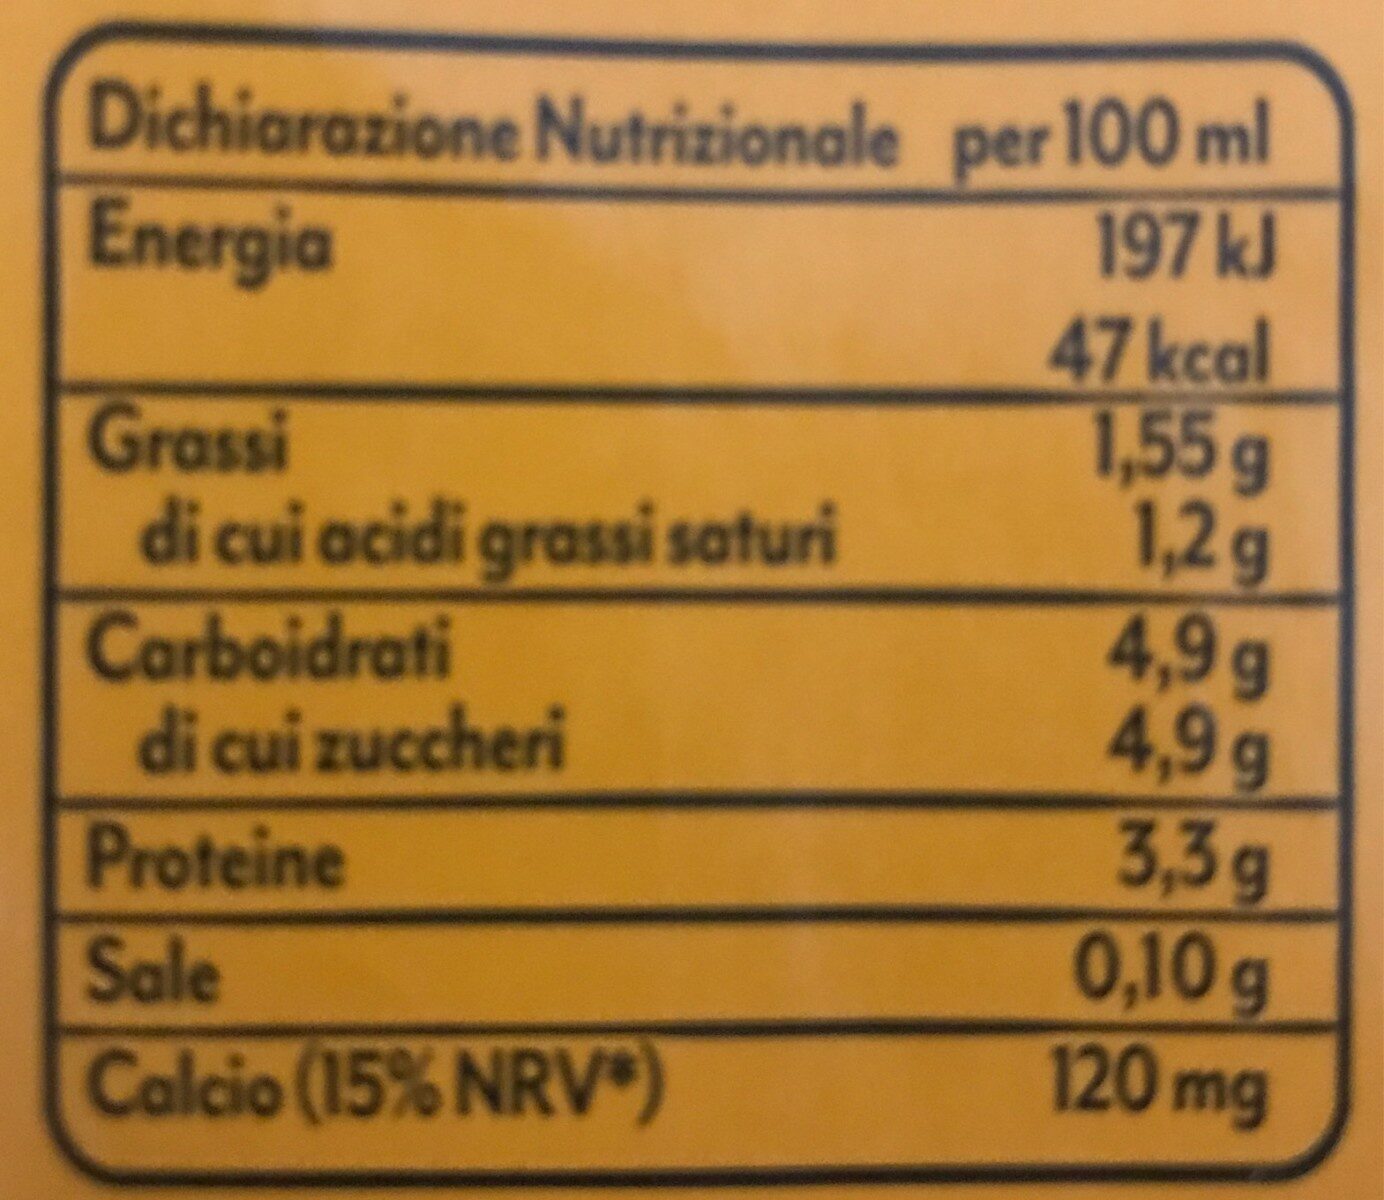 Dichiarazione Nutrizionale per 100 ml
Energia 197 kJ
47 kcal
Grassi 1,55 g
di cui acidi grassi saturi 1,2 g
Carboidrati 4,9 g
di cui zuccheri 4,9 g
Proteine 3,3 g
Sale 0,10 g
Calcio (15% NRV*) 120 mg